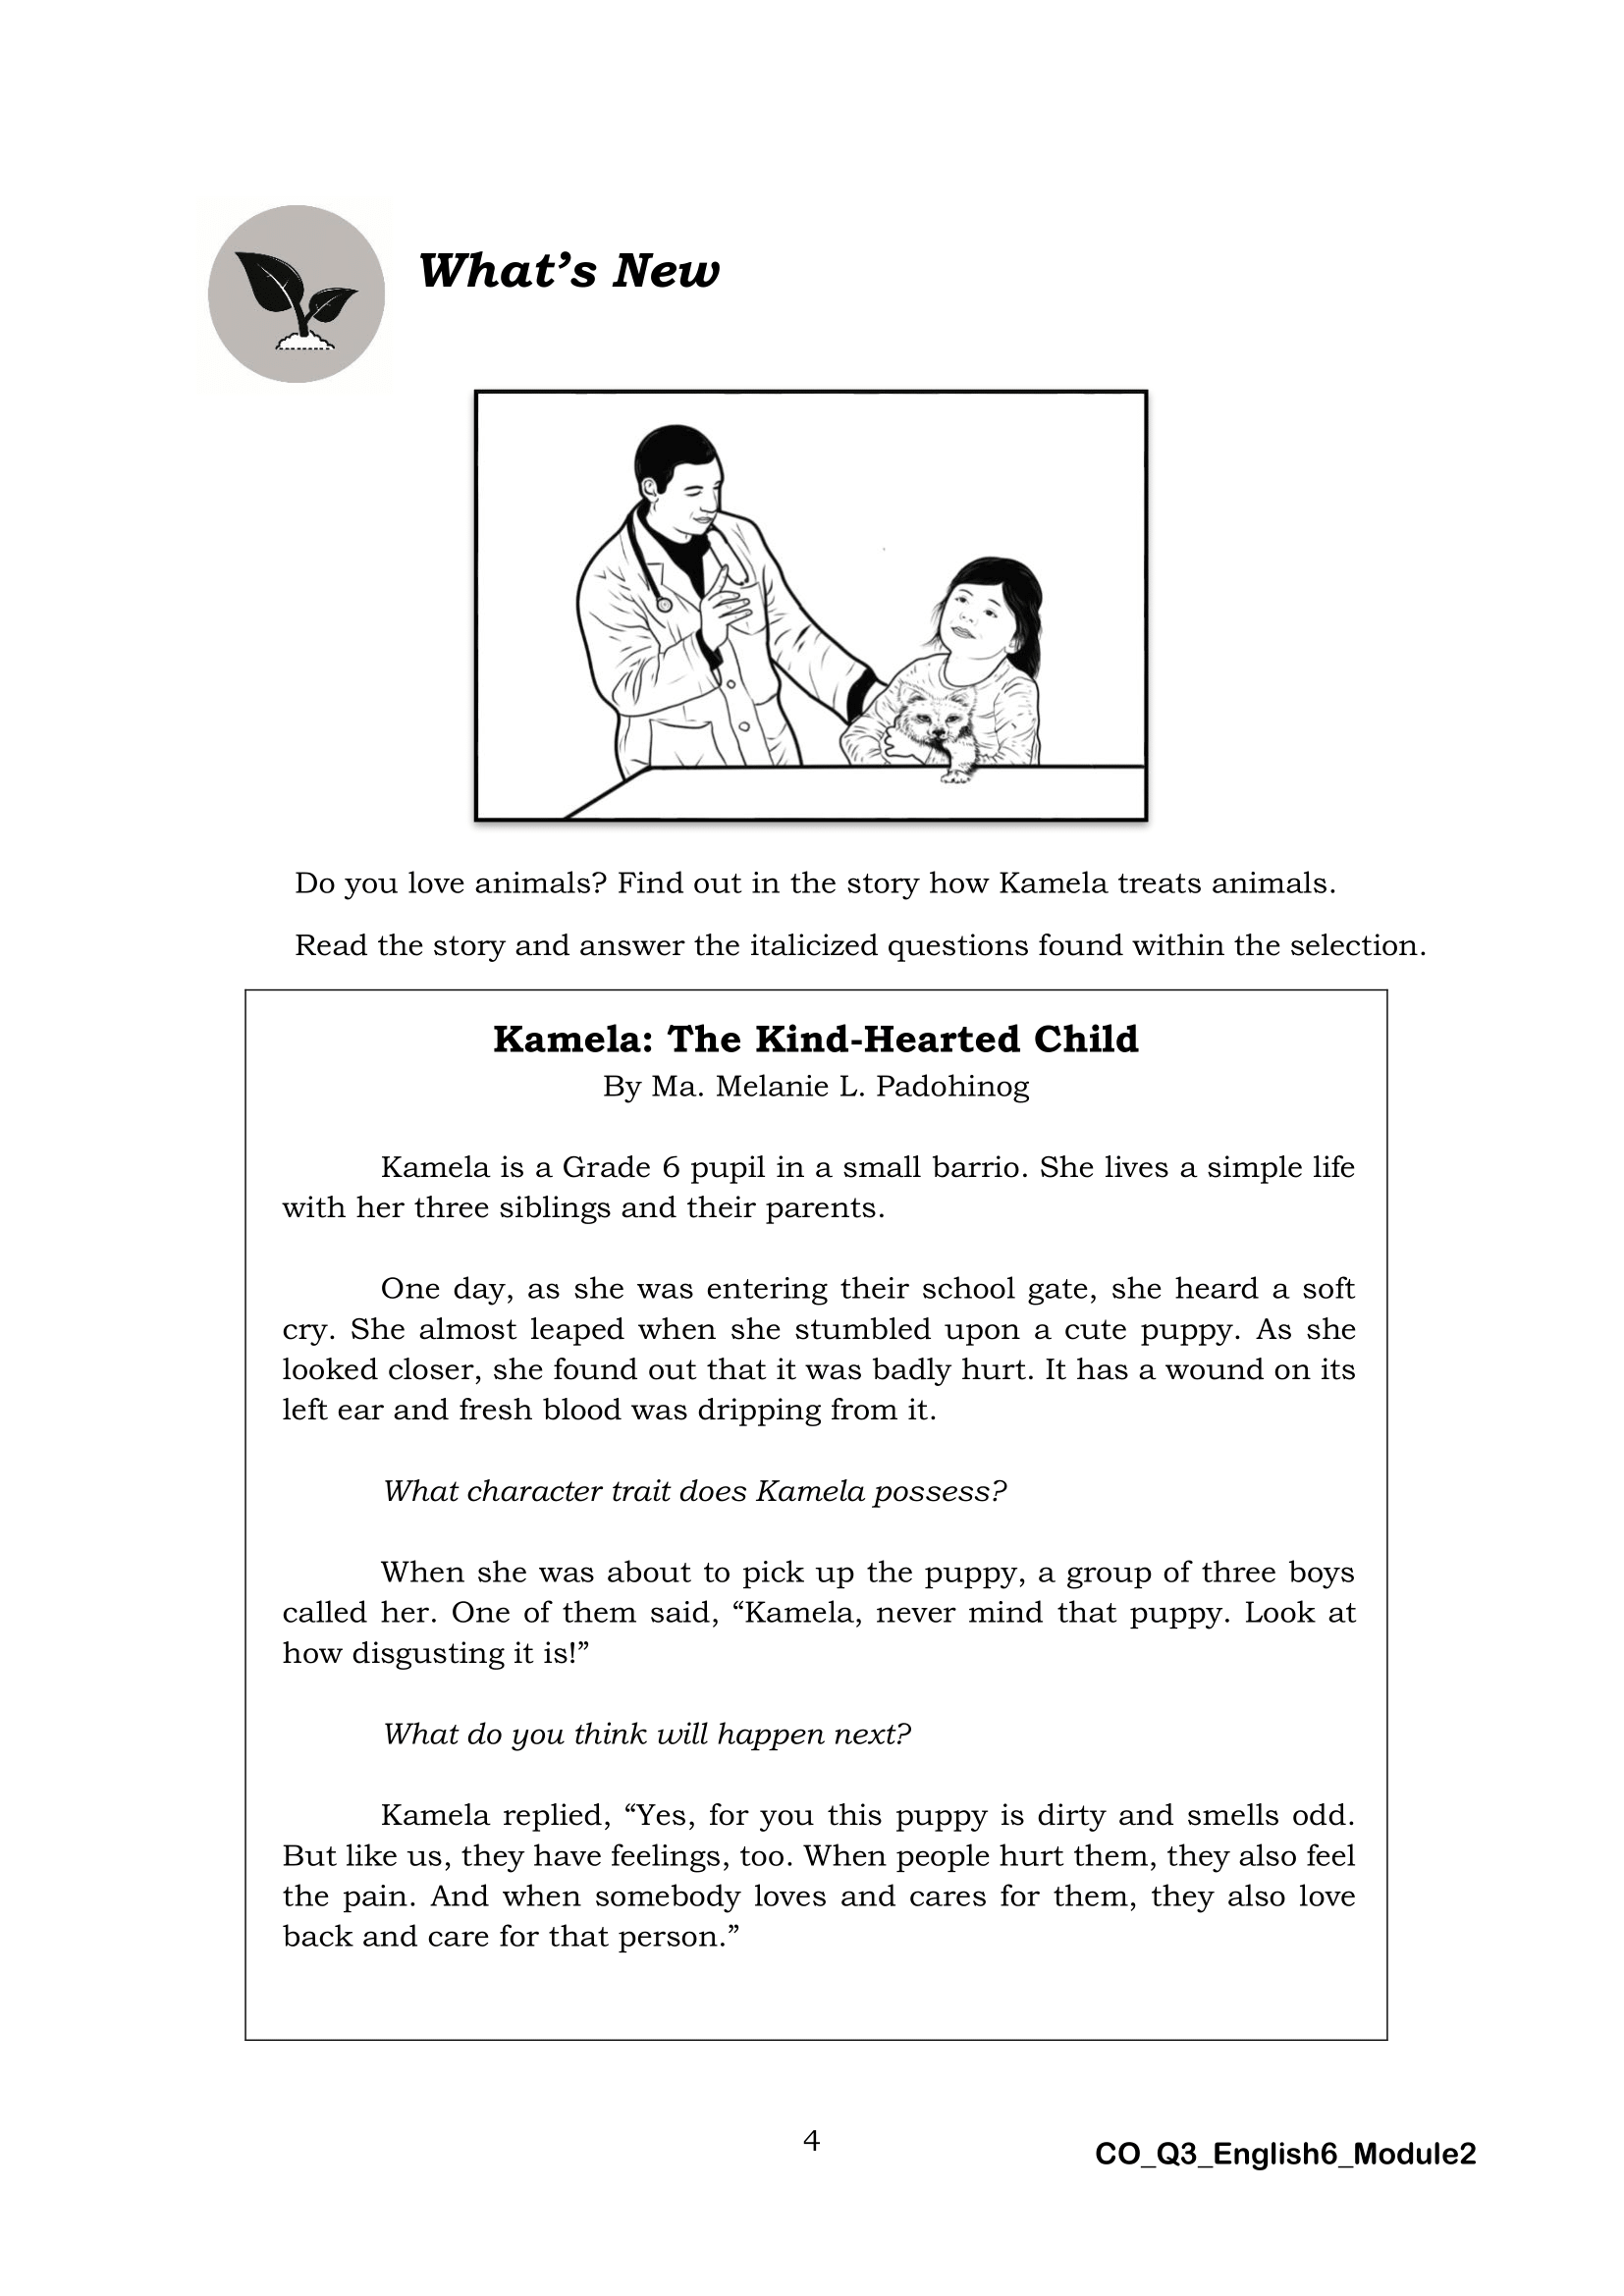 What’s New
Do you love animals? Find out in the story how Kamela treats animals.
Read the story and answer the italicized questions found within the selection.
Kamela: The Kind-Hearted Child
By Ma. Melanie L. Padohinog
Kamela is a Grade 6 pupil in a small barrio. She lives a simple life
with her three siblings and their parents.
One day, as she was entering their school gate, she heard a soft
cry. She almost leaped when she stumbled upon a cute puppy. As she
looked closer, she found out that it was badly hurt. It has a wound on its
left ear and fresh blood was dripping from it.
What character trait does Kamela possess?
When she was about to pick up the puppy, a group of three boys
called her. One of them said, “Kamela, never mind that puppy. Look at
how disgusting it is!”
What do you think will happen next?
Kamela replied, “Yes, for you this puppy is dirty and smells odd.
But like us, they have feelings, too. When people hurt them, they also feel
the pain. And when somebody loves and cares for them, they also love
back and care for that person.”
4
CO_Q3_English6_Module2